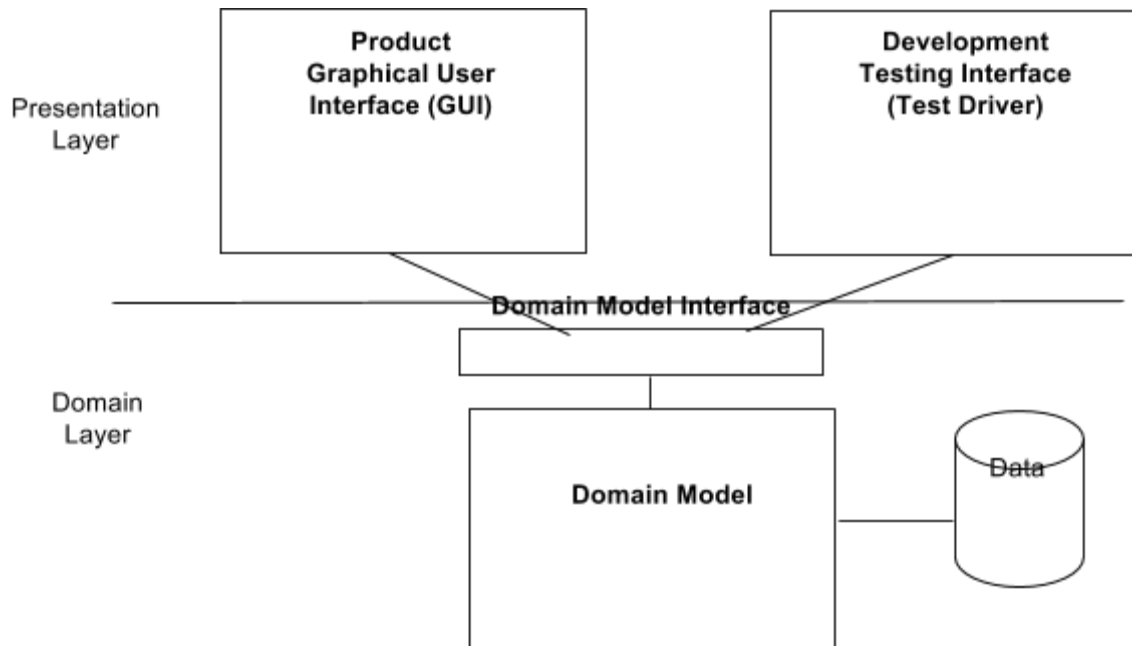 Product
Graphical User
Interface (GUI)
Development
Testing Interface
(Test Driver)
Presentation
Layer
Domain Model Interface
Domain
Layer
Domain Model
Data